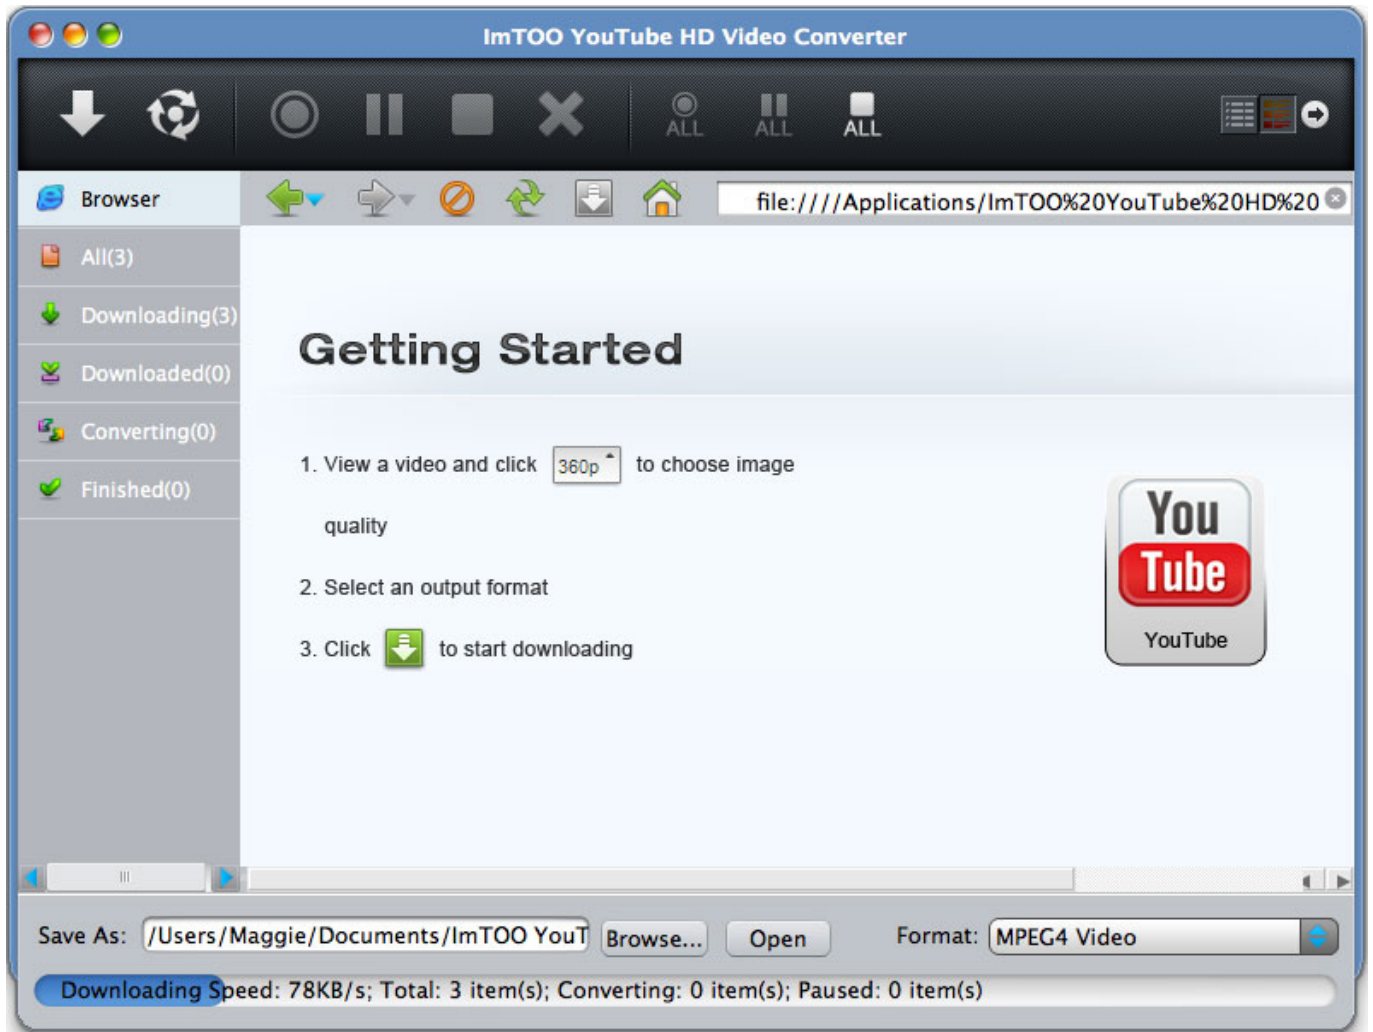 ImTOO YouTube HD Video Converter
ALL
ALL
ALL
Browser
file:////Applications/ImTOO%20YouTube%20HD%20
All(3)
Downloading(3)
Downloaded(0)
Converting(0)
Finished(0)
Getting Started
1. View a video and click 360p to choose image
quality
2. Select an output format
3. Click to start downloading
You
Tube
YouTube
Save As: /Users/Maggie/Documents/ImTOO YouT Browse... Open Format: MPEG4 Video
Downloading Speed: 78KB/s; Total: 3 item(s); Converting: 0 item(s); Paused: 0 item(s)